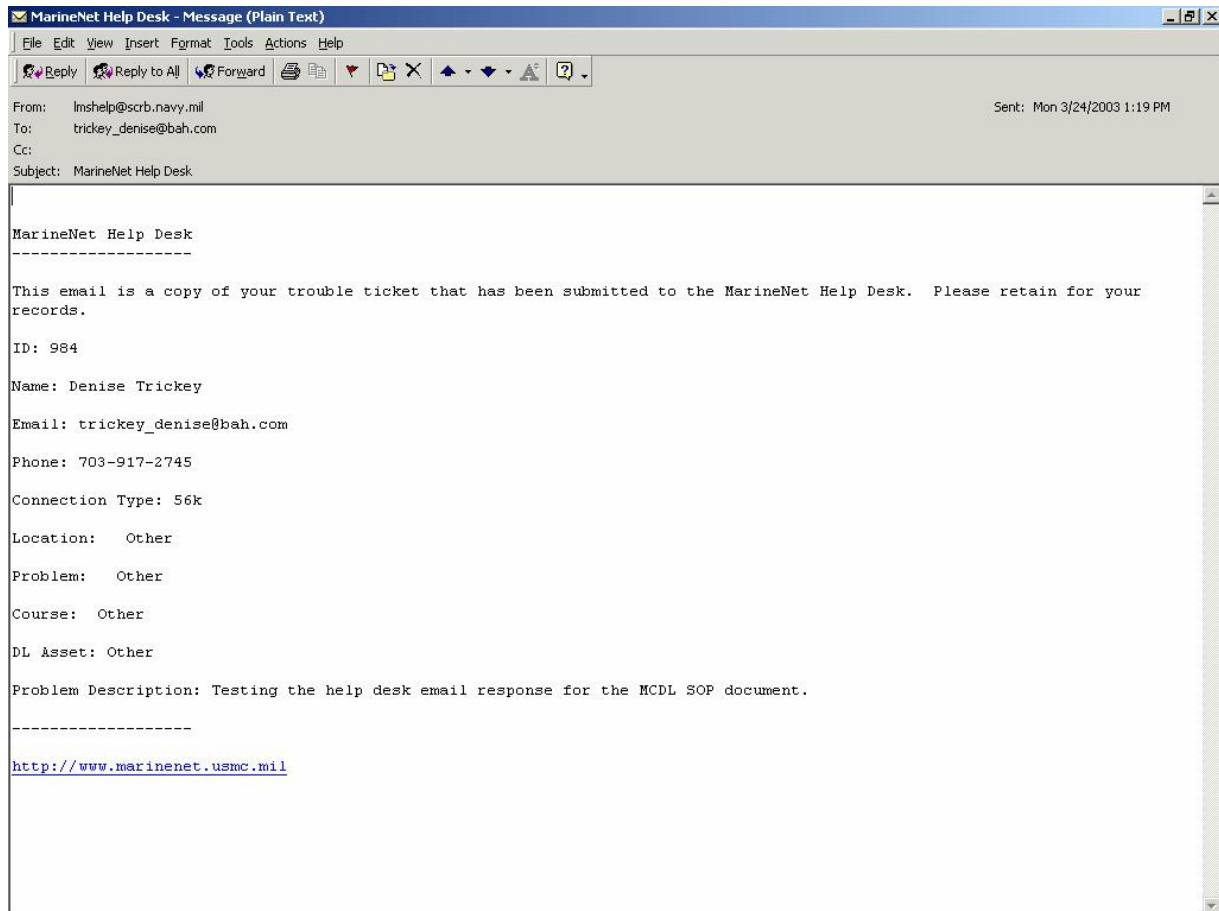 MarineNet Help Desk - Message (Plain Text)
File Edit View Insert Format Tools Actions Help
Reply Reply to All Forward
From: lmshelp@scrb.navy.mil Sent: Mon 3/24/2003 1:19 PM
To: trickey_denise@bah.com
Cc:
Subject: MarineNet Help Desk
MarineNet Help Desk
-------------------
This email is a copy of your trouble ticket that has been submitted to the MarineNet Help Desk.  Please retain for your
records.
ID: 984
Name: Denise Trickey
Email: trickey_denise@bah.com
Phone: 703-917-2745
Connection Type: 56k
Location:   Other
Problem:   Other
Course:  Other
DL Asset: Other
Problem Description: Testing the help desk email response for the MCDL SOP document.
-------------------
http://www.marinenet.usmc.mil